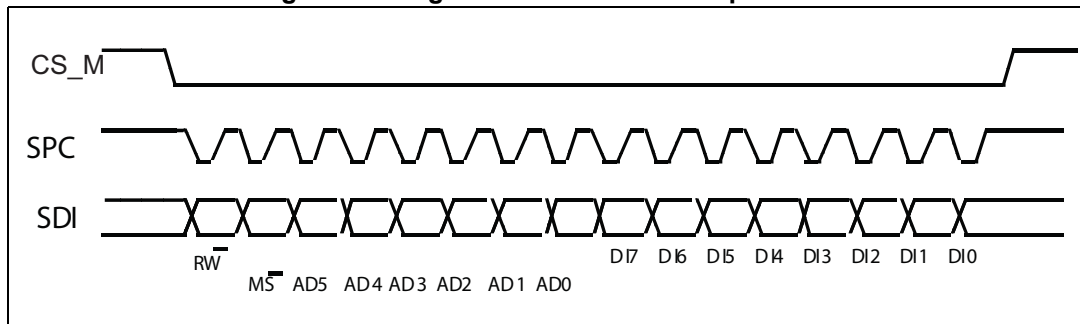 CS_M
SPC
SDI
RW
DI7 DI6 DI5 DI4 DI3 DI2 DI1 DI0
MS AD5 AD4 AD3 AD2 AD1 AD0